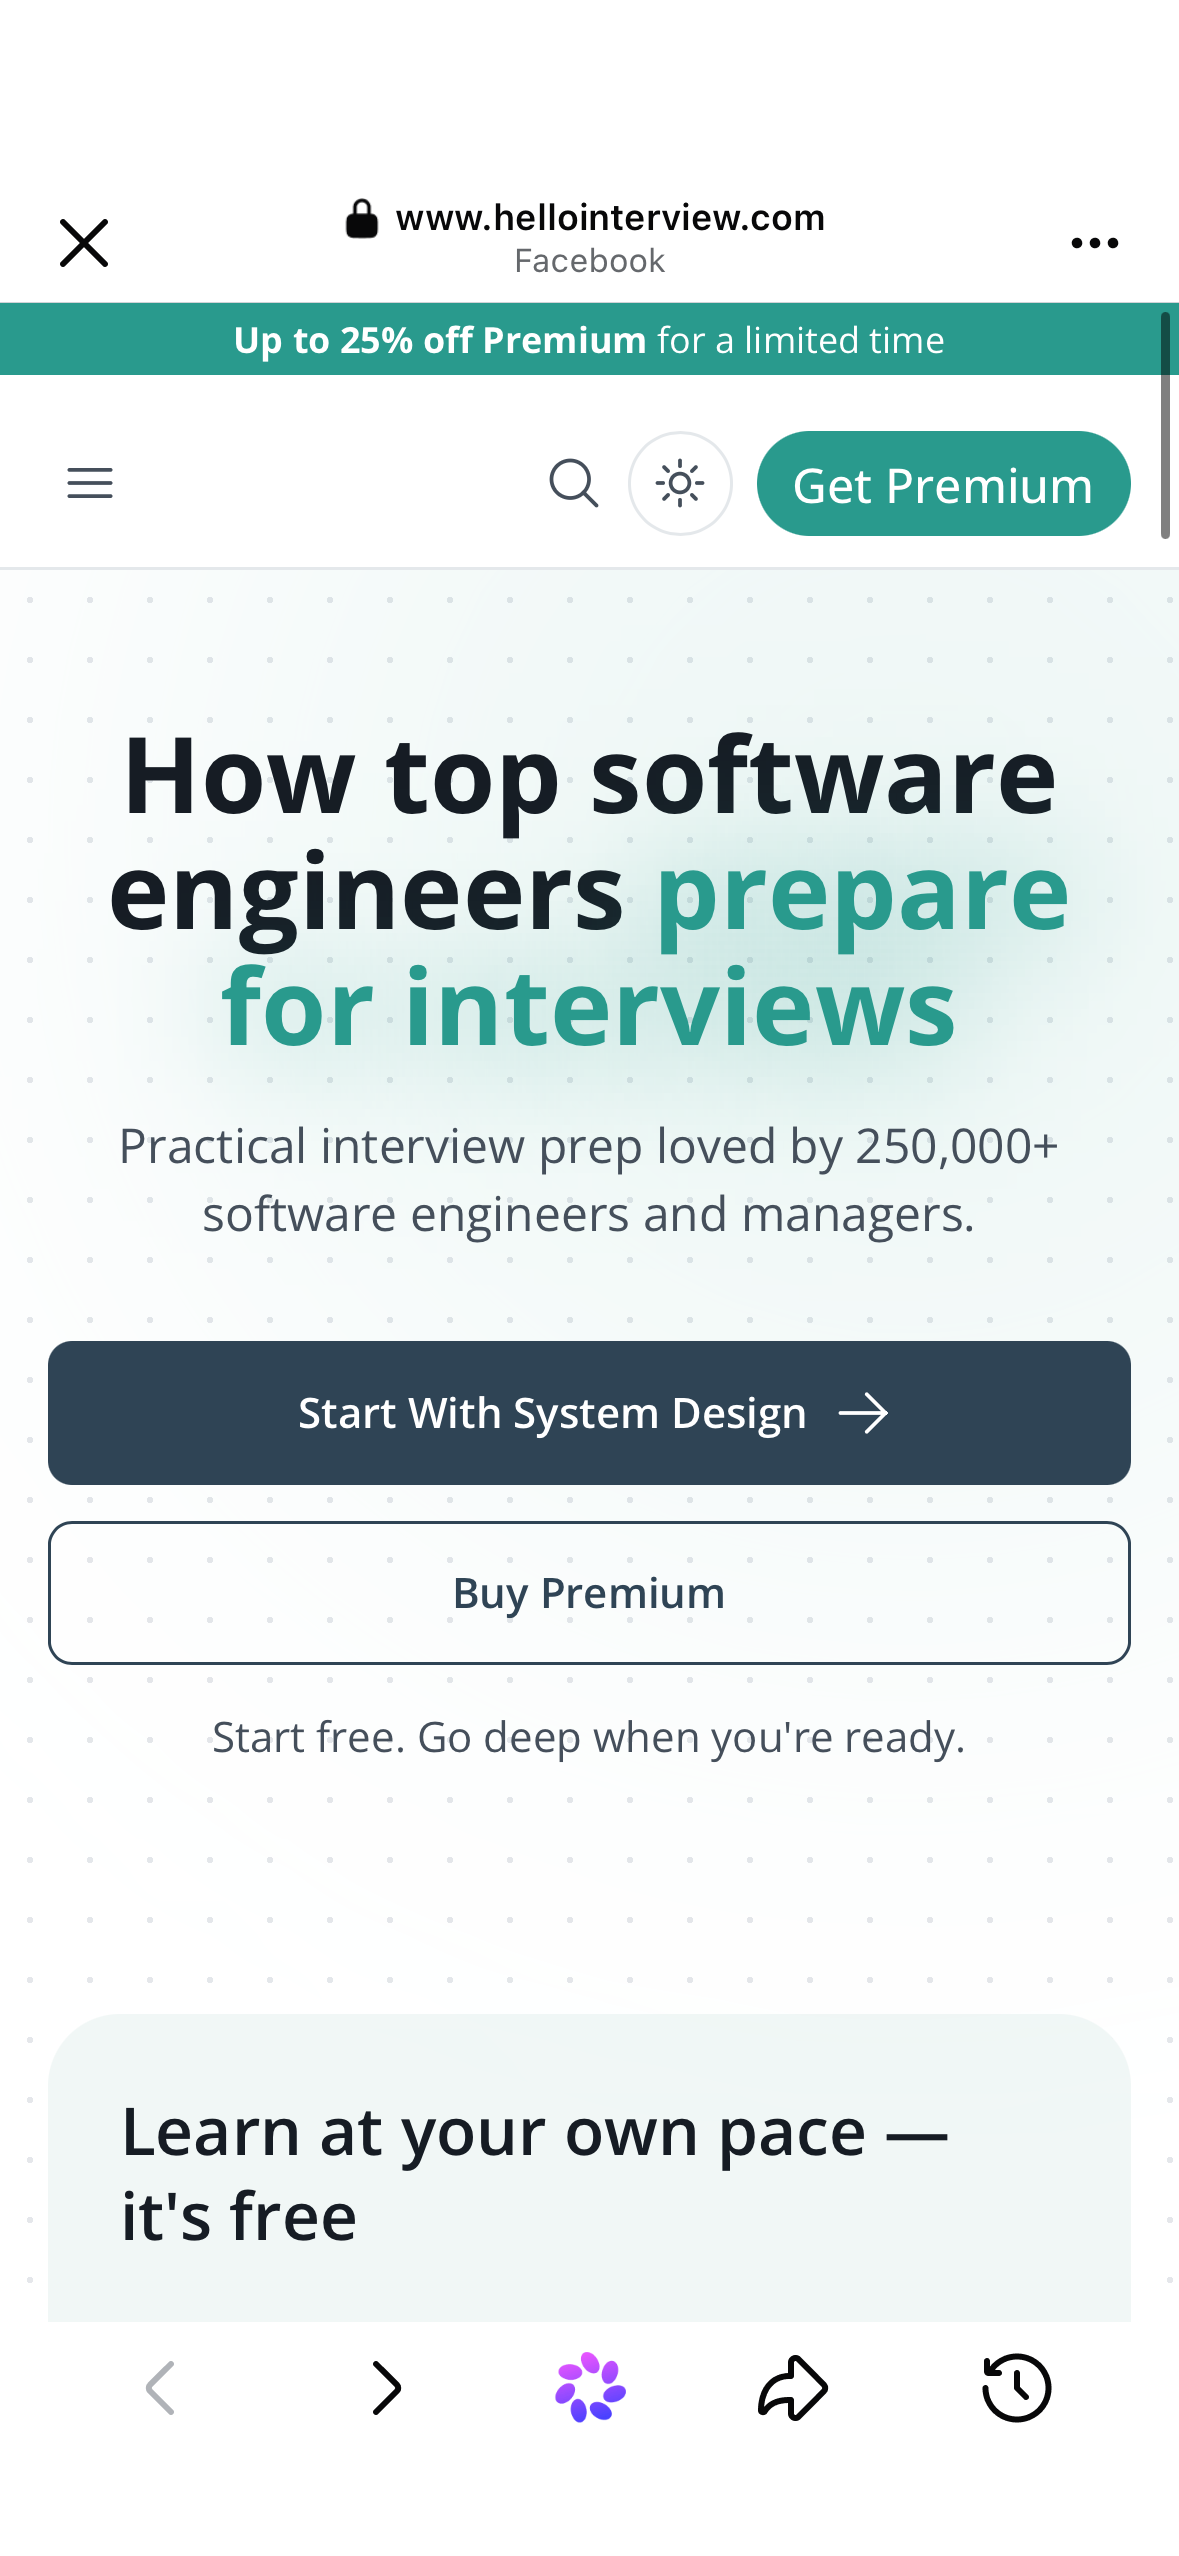 www.hellointerview.com
Facebook
Up to 25% off Premium for a limited time
Get Premium
How top software
engineers prepare
for interviews
Practical interview prep loved by 250,000+
software engineers and managers.
Start With System Design
Buy Premium
Start free. Go deep when you're ready.
Learn at your own pace —
it's free